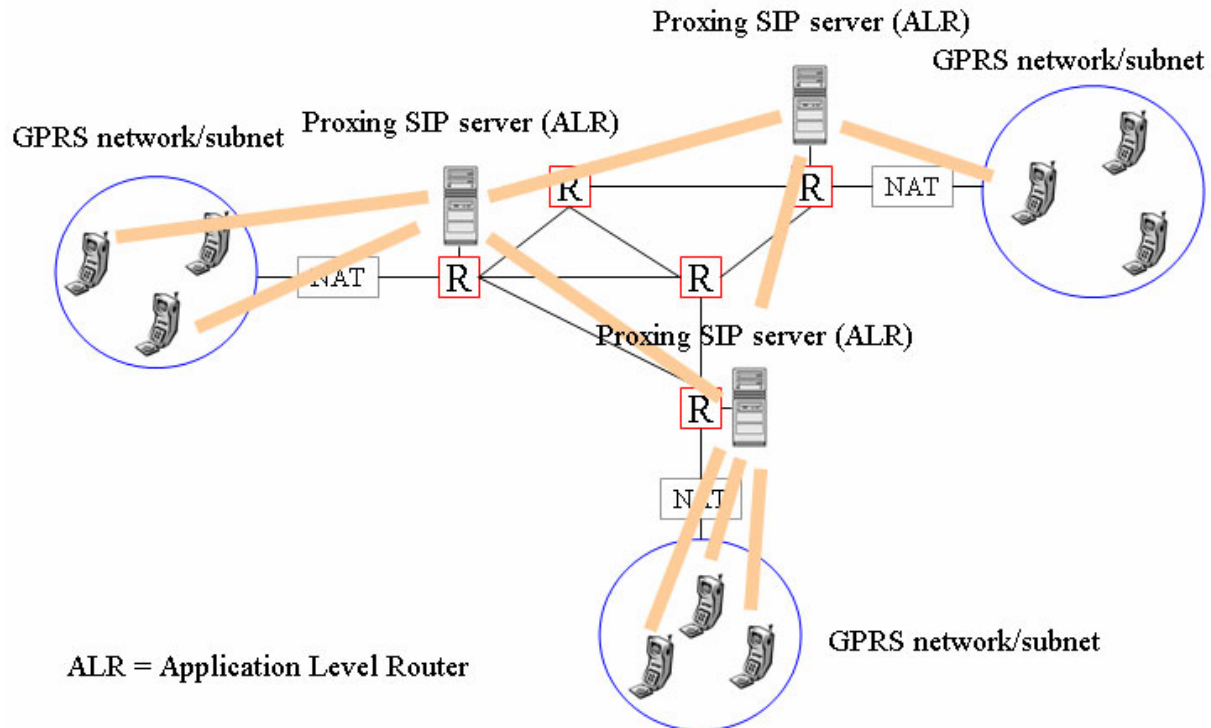 Proxing SIP server (ALR)
GPRS network/subnet
Proxing SIP server (ALR)
GPRS network/subnet
R
R
NAT
NAT
R
R
Proxing SIP server (ALR)
R
NAT
GPRS network/subnet
ALR = Application Level Router